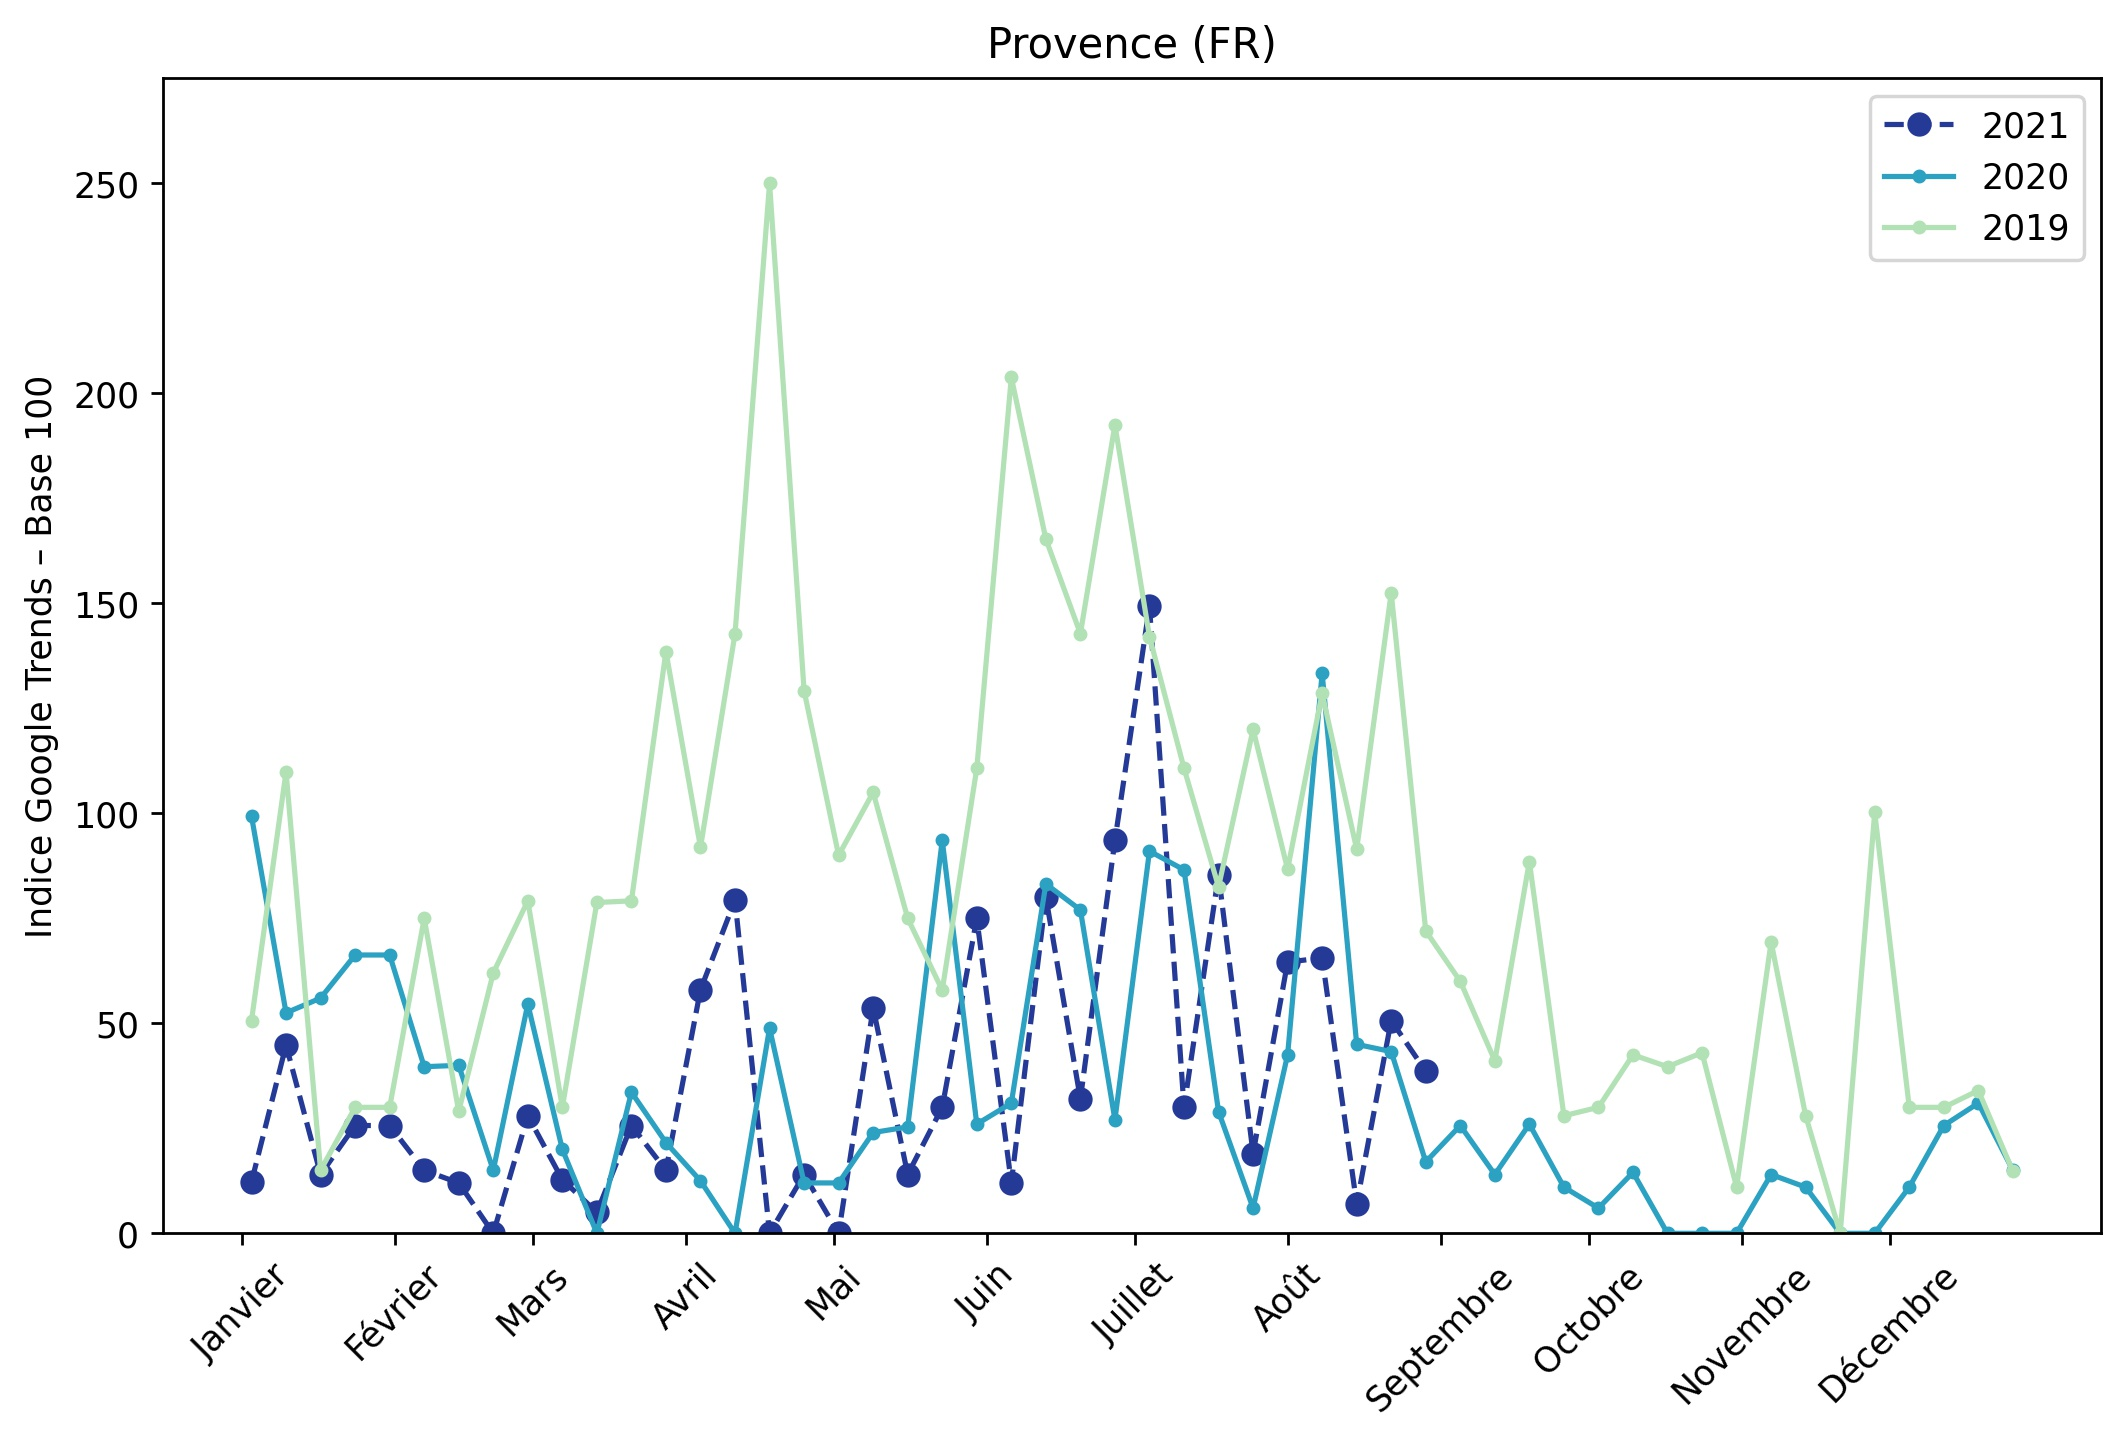 Provence (FR)
2021
2020
2019
Indice Google Trends – Base 100
250
200
150
100
50
0
Janvier
Février
Mars
Avril
Mai
Juin
Juillet
Août
Septembre
Octobre
Novembre
Décembre